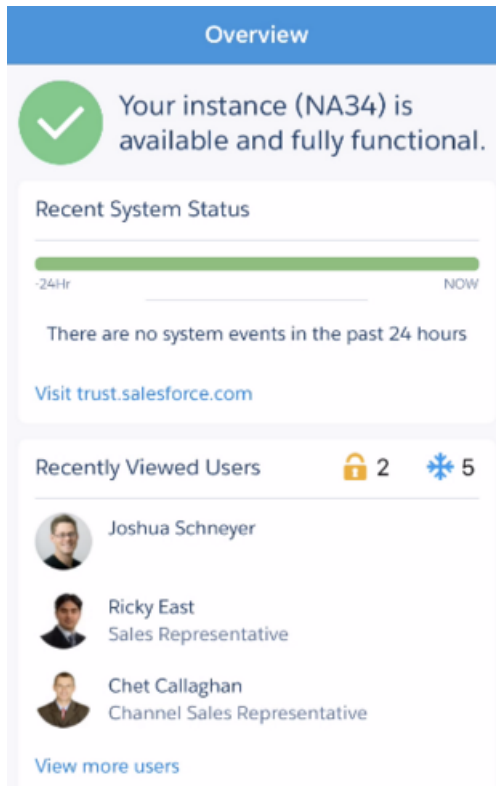 Overview
Your instance (NA34) is
available and fully functional.
Recent System Status
-24Hr NOW
There are no system events in the past 24 hours
Visit trust.salesforce.com
Recently Viewed Users 2 5
Joshua Schneyer
Ricky East
Sales Representative
Chet Callaghan
Channel Sales Representative
View more users